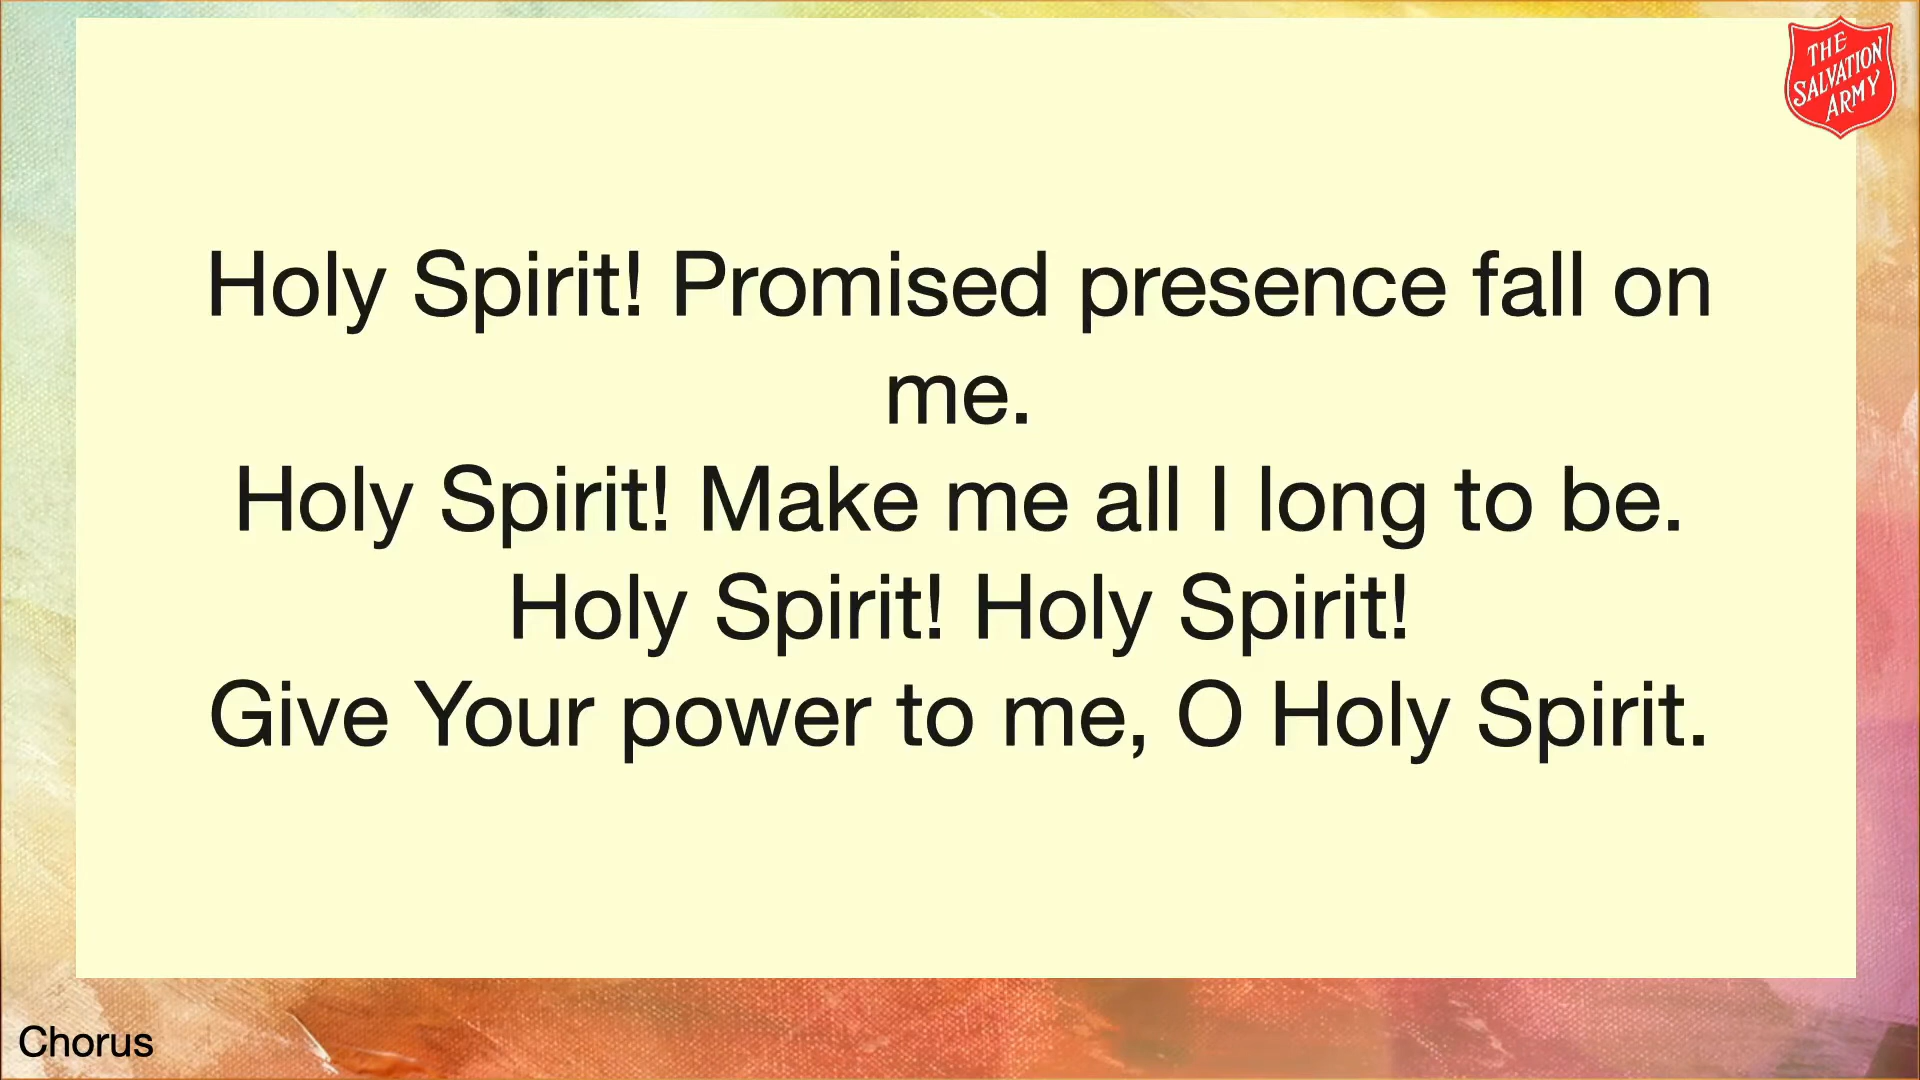 THE
SALVATION
ARMY
Holy Spirit! Promised presence fall on
me.
Holy Spirit! Make me all I long to be.
Holy Spirit! Holy Spirit!
Give Your power to me, O Holy Spirit.
Chorus